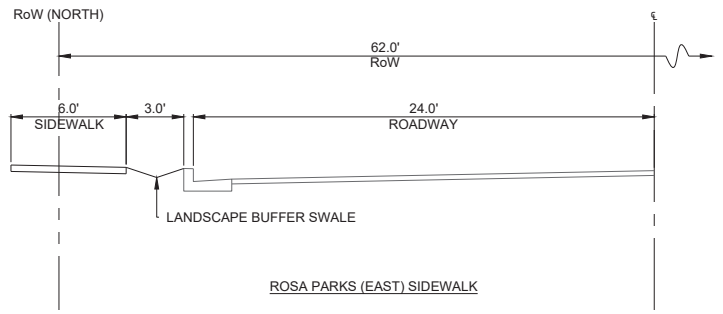 RoW (NORTH)
℄
62.0'
RoW
6.0'
3.0'
24.0'
SIDEWALK
ROADWAY
LANDSCAPE BUFFER SWALE
ROSA PARKS (EAST) SIDEWALK